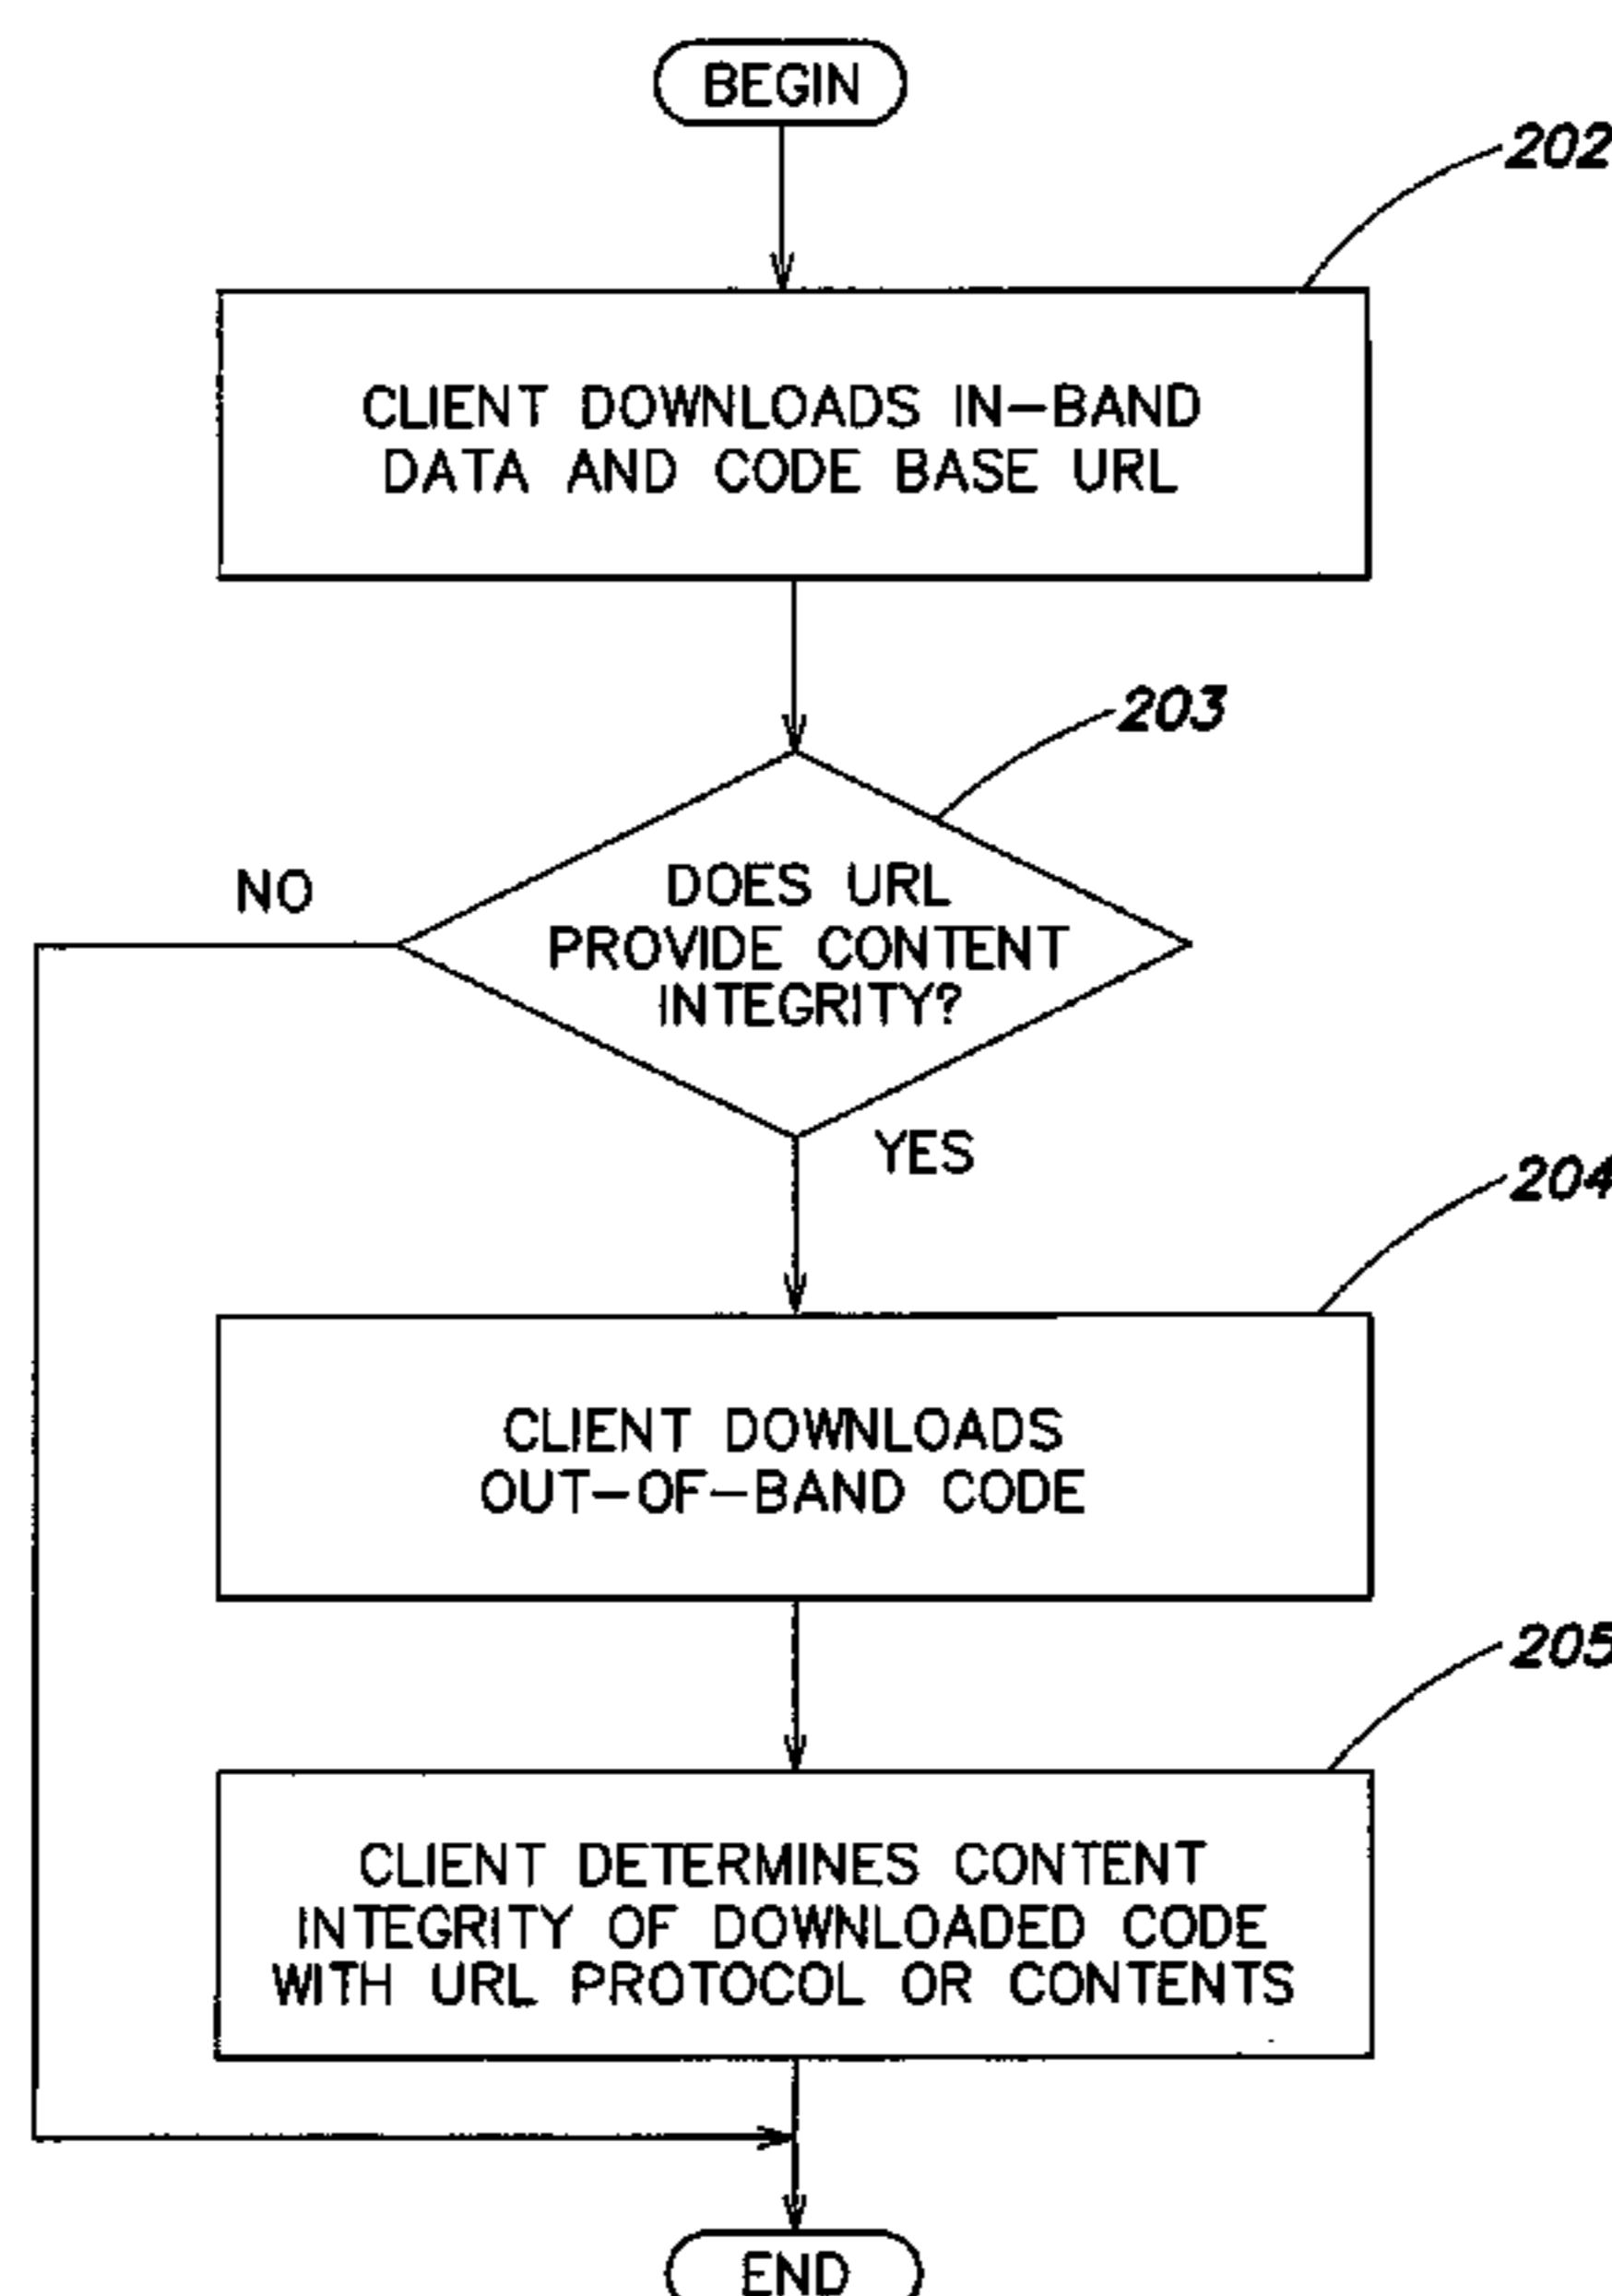 BEGIN
202
CLIENT DOWNLOADS IN-BAND
DATA AND CODE BASE URL
203
DOES URL
PROVIDE CONTENT
INTEGRITY?
NO
YES
204
CLIENT DOWNLOADS
OUT-OF-BAND CODE
205
CLIENT DETERMINES CONTENT
INTEGRITY OF DOWNLOADED CODE
WITH URL PROTOCOL OR CONTENTS
END